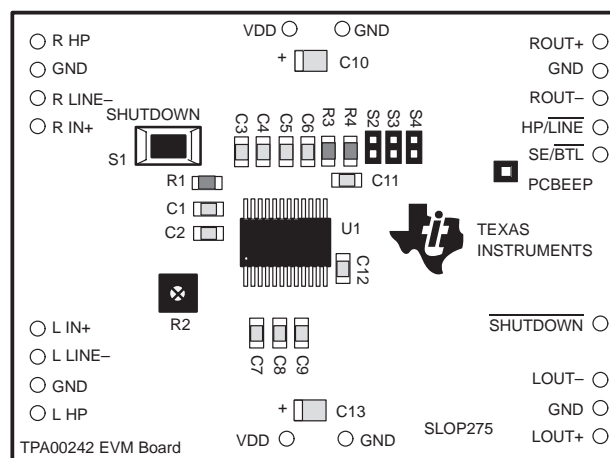 VDD GND
R HP
GND
R LINE–
R IN+
+ C10
ROUT+
GND
ROUT–
HP/LINE
SE/BTL
SHUTDOWN
S1
C3 C4 C5 C6 R3 R4 S2 S3 S4
PCBEEP
R1
C11
C1
C2
U1
TEXAS
INSTRUMENTS
C12
R2
L IN+
L LINE–
GND
L HP
C7 C8 C9
SHUTDOWN
LOUT–
GND
LOUT+
+ C13
SLOP275
TPA00242 EVM Board
VDD GND